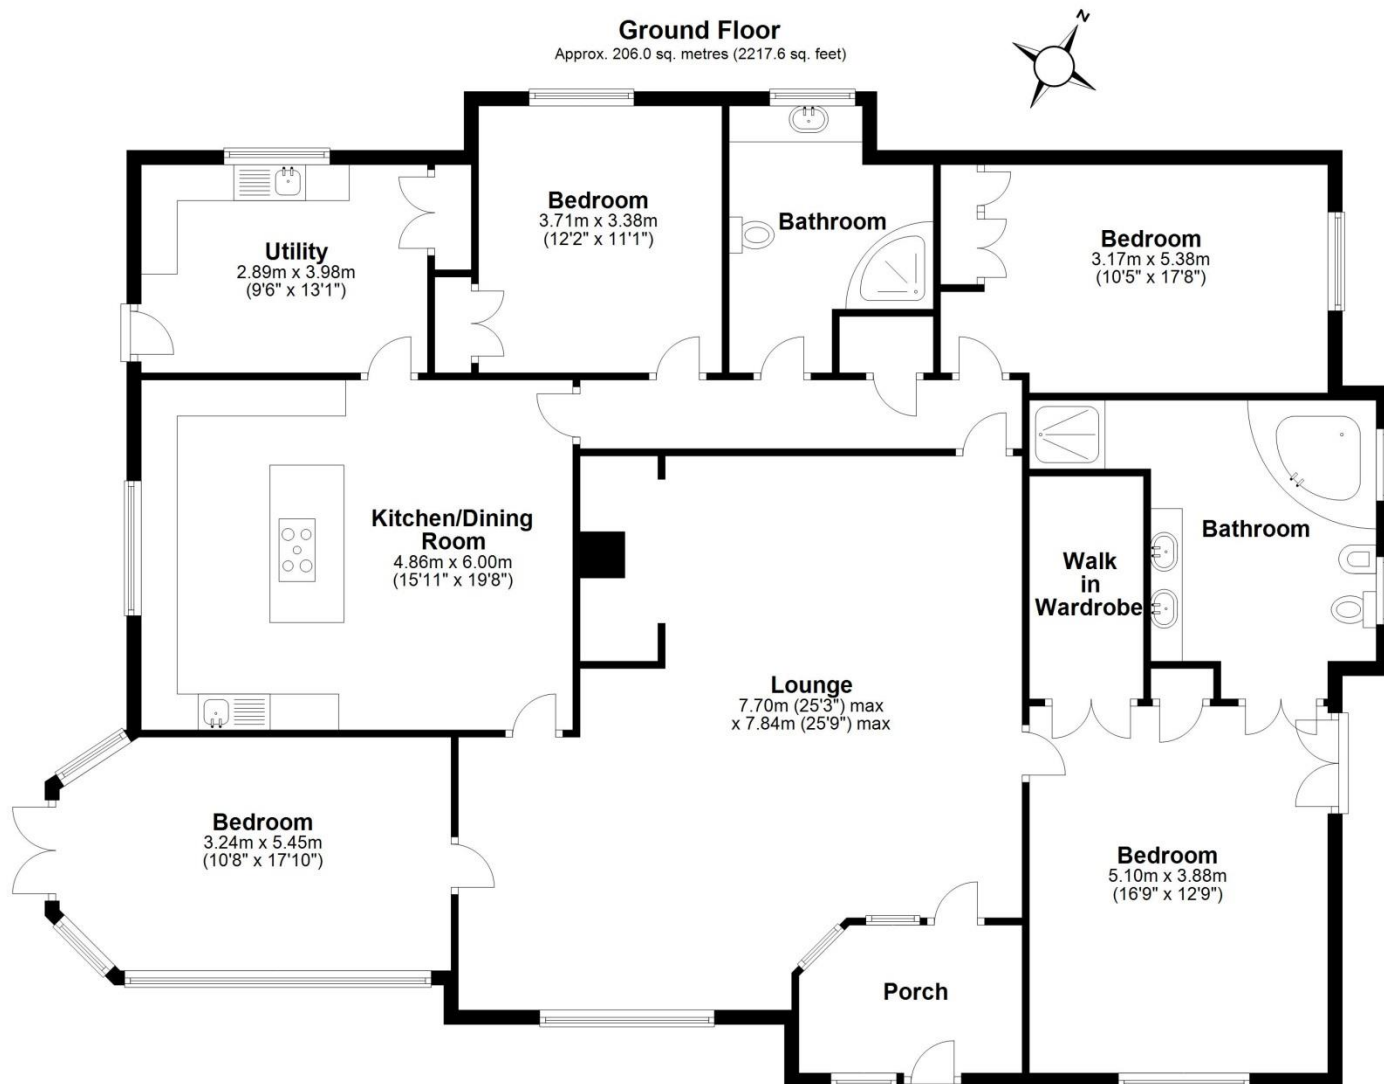 Ground Floor
Approx. 206.0 sq. metres (2217.6 sq. feet)
N
Bedroom
3.71m x 3.38m
(12'2" x 11'1")
Bathroom
Utility
2.89m x 3.98m
(9'6" x 13'1")
Bedroom
3.17m x 5.38m
(10'5" x 17'8")
Kitchen/Dining
Room
4.86m x 6.00m
(15'11" x 19'8")
Bathroom
Walk
in
Wardrobe
Lounge
7.70m (25'3") max
x 7.84m (25'9") max
Bedroom
3.24m x 5.45m
(10'8" x 17'10")
Bedroom
5.10m x 3.88m
(16'9" x 12'9")
Porch